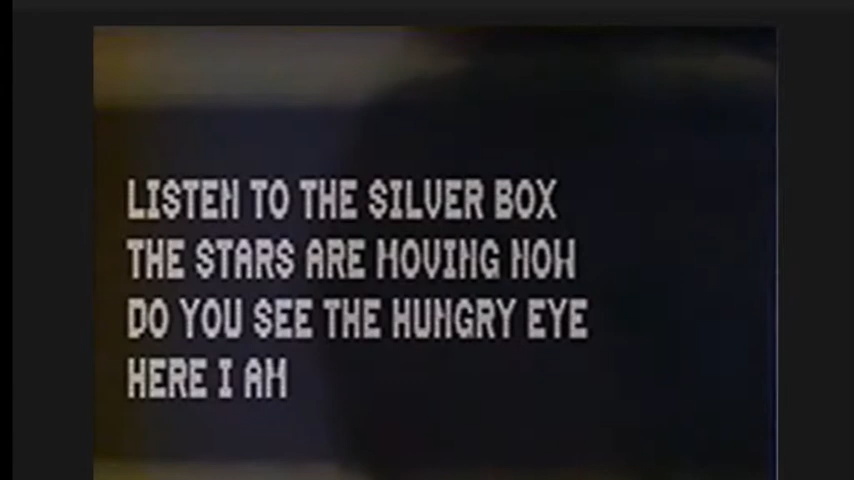 LISTEN TO THE SILVER BOX
THE STARS ARE MOVING NOW
DO YOU SEE THE HUNGRY EYE
HERE I AM